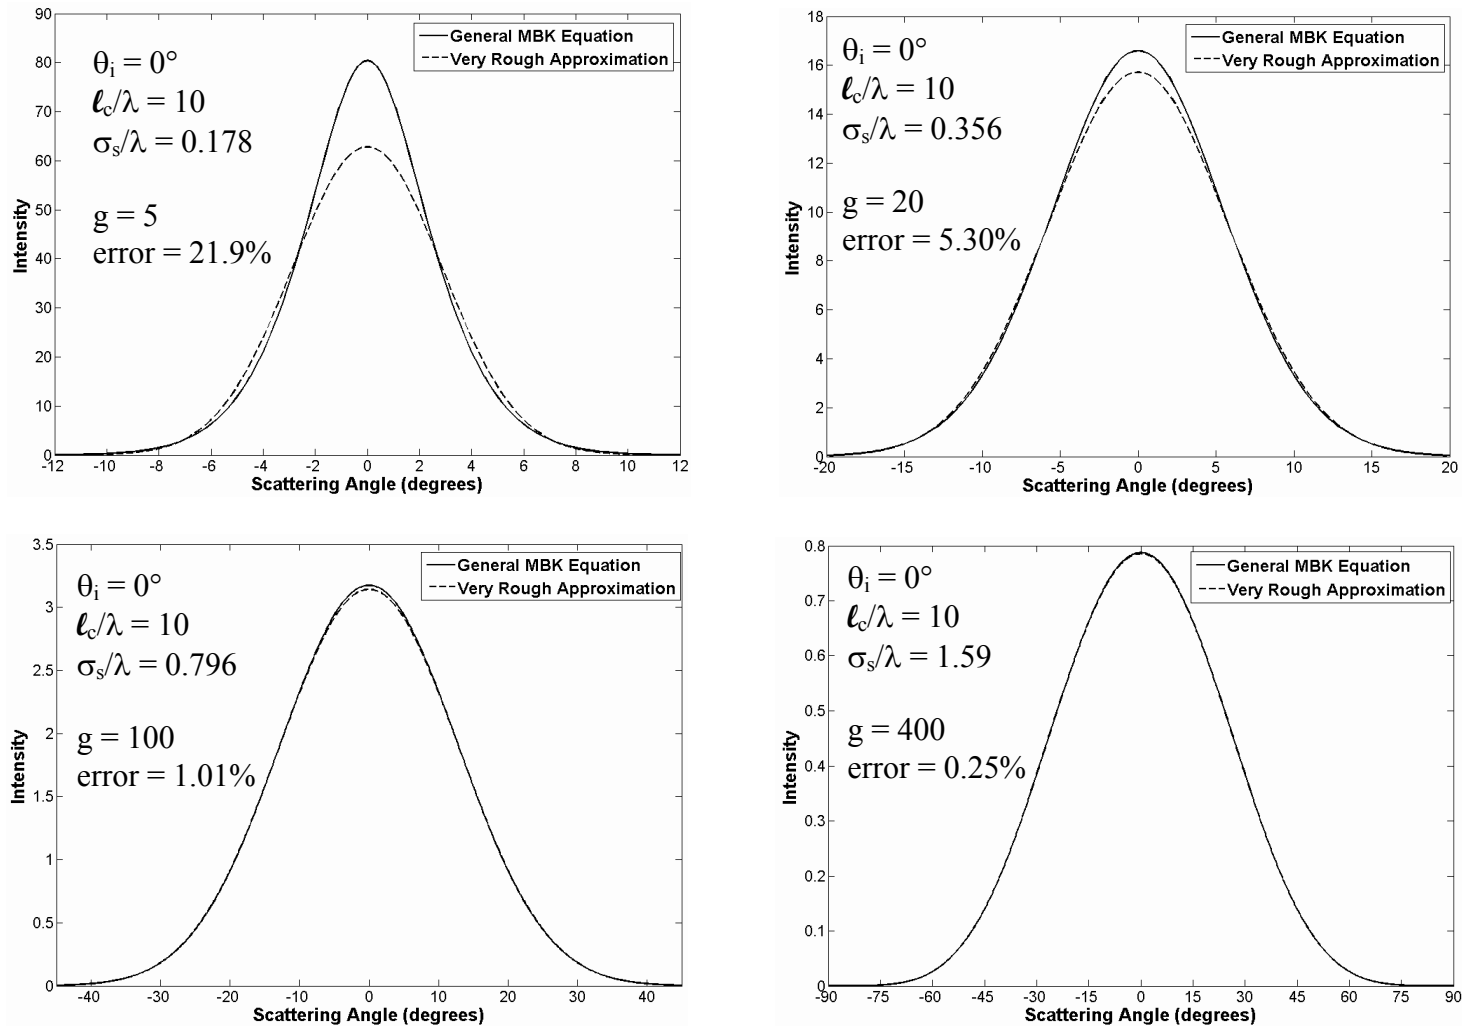 General MBK Equation
Very Rough Approximation
θi = 0°
ℓc/λ = 10
σs/λ = 0.178
g = 5
error = 21.9%
Intensity
90
80
70
60
50
40
30
20
10
0
-12 -10 -8 -6 -4 -2 0 2 4 6 8 10 12
Scattering Angle (degrees)
General MBK Equation
Very Rough Approximation
θi = 0°
ℓc/λ = 10
σs/λ = 0.356
g = 20
error = 5.30%
Intensity
18
16
14
12
10
8
6
4
2
0
-20 -15 -10 -5 0 5 10 15 20
Scattering Angle (degrees)
General MBK Equation
Very Rough Approximation
θi = 0°
ℓc/λ = 10
σs/λ = 0.796
g = 100
error = 1.01%
Intensity
3.5
3
2.5
2
1.5
1
0.5
0
-40 -30 -20 -10 0 10 20 30 40
Scattering Angle (degrees)
General MBK Equation
Very Rough Approximation
θi = 0°
ℓc/λ = 10
σs/λ = 1.59
g = 400
error = 0.25%
Intensity
0.8
0.7
0.6
0.5
0.4
0.3
0.2
0.1
0
-90 -75 -60 -45 -30 -15 0 15 30 45 60 75 90
Scattering Angle (degrees)